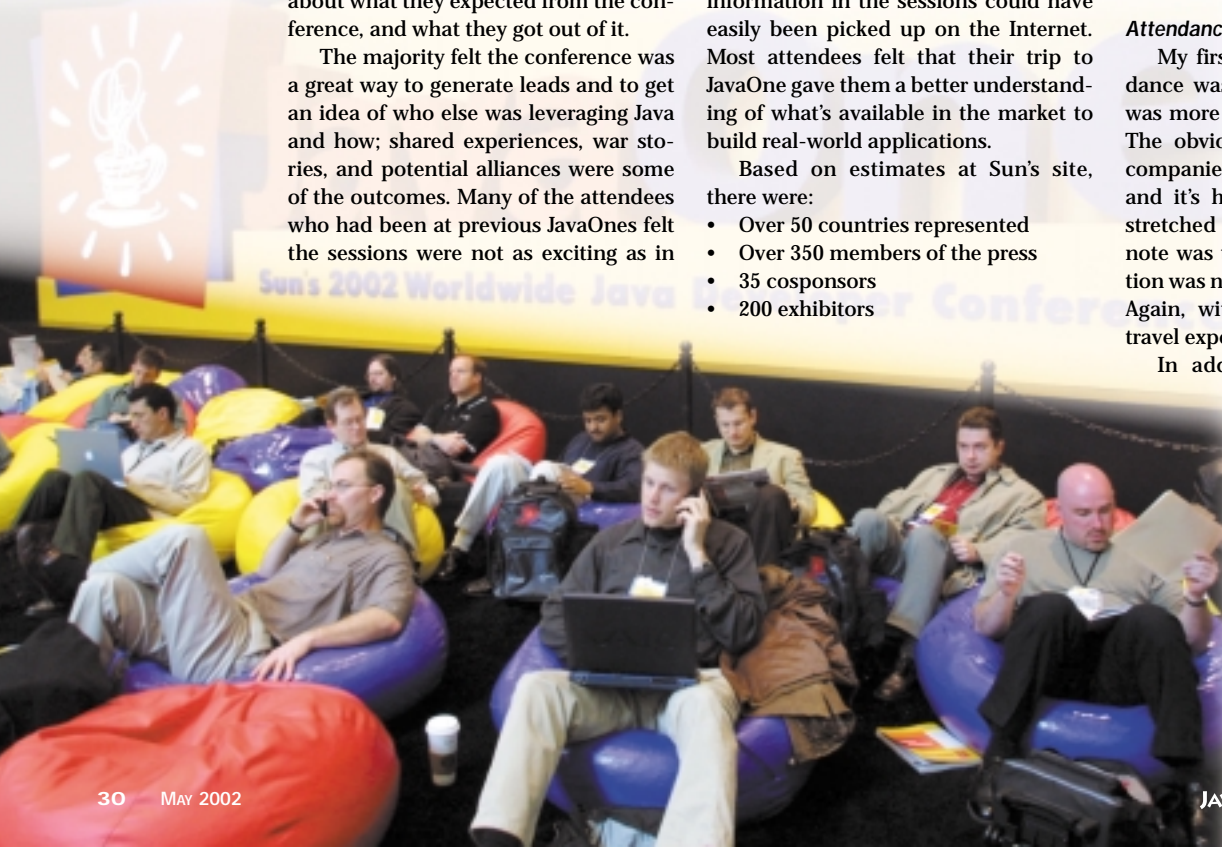 about what they expected from the con-
ference, and what they got out of it.
The majority felt the conference was
a great way to generate leads and to get
an idea of who else was leveraging Java
and how; shared experiences, war sto-
ries, and potential alliances were some
of the outcomes. Many of the attendees
who had been at previous JavaOnes felt
the sessions were not as exciting as in
information in the sessions could have
easily been picked up on the Internet.
Most attendees felt that their trip to
JavaOne gave them a better understand-
ing of what's available in the market to
build real-world applications.
Based on estimates at Sun's site,
there were:
• Over 50 countries represented
• Over 350 members of the press
• 35 cosponsors
• 200 exhibitors
Attendanc
My firs
dance was
was more
The obvio
companie
and it's h
stretched
note was
tion was n
Again, wit
travel expe
In add
Sun's 2002 Worldwide Java Developer Conference
30 MAY 2002
JA